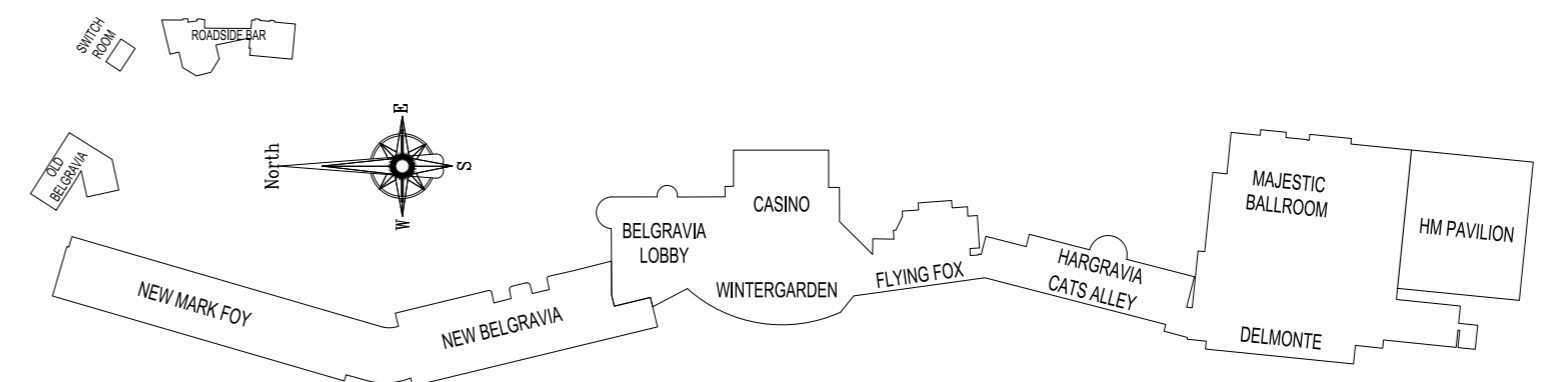 SWITCH
ROOM
ROADSIDE BAR
OLD
BELGRAVIA
North
E
S
W
NEW MARK FOY
NEW BELGRAVIA
BELGRAVIA
LOBBY
CASINO
WINTERGARDEN
FLYING FOX
HARGRAVIA
CATS ALLEY
MAJESTIC
BALLROOM
HM PAVILION
DELMONTE